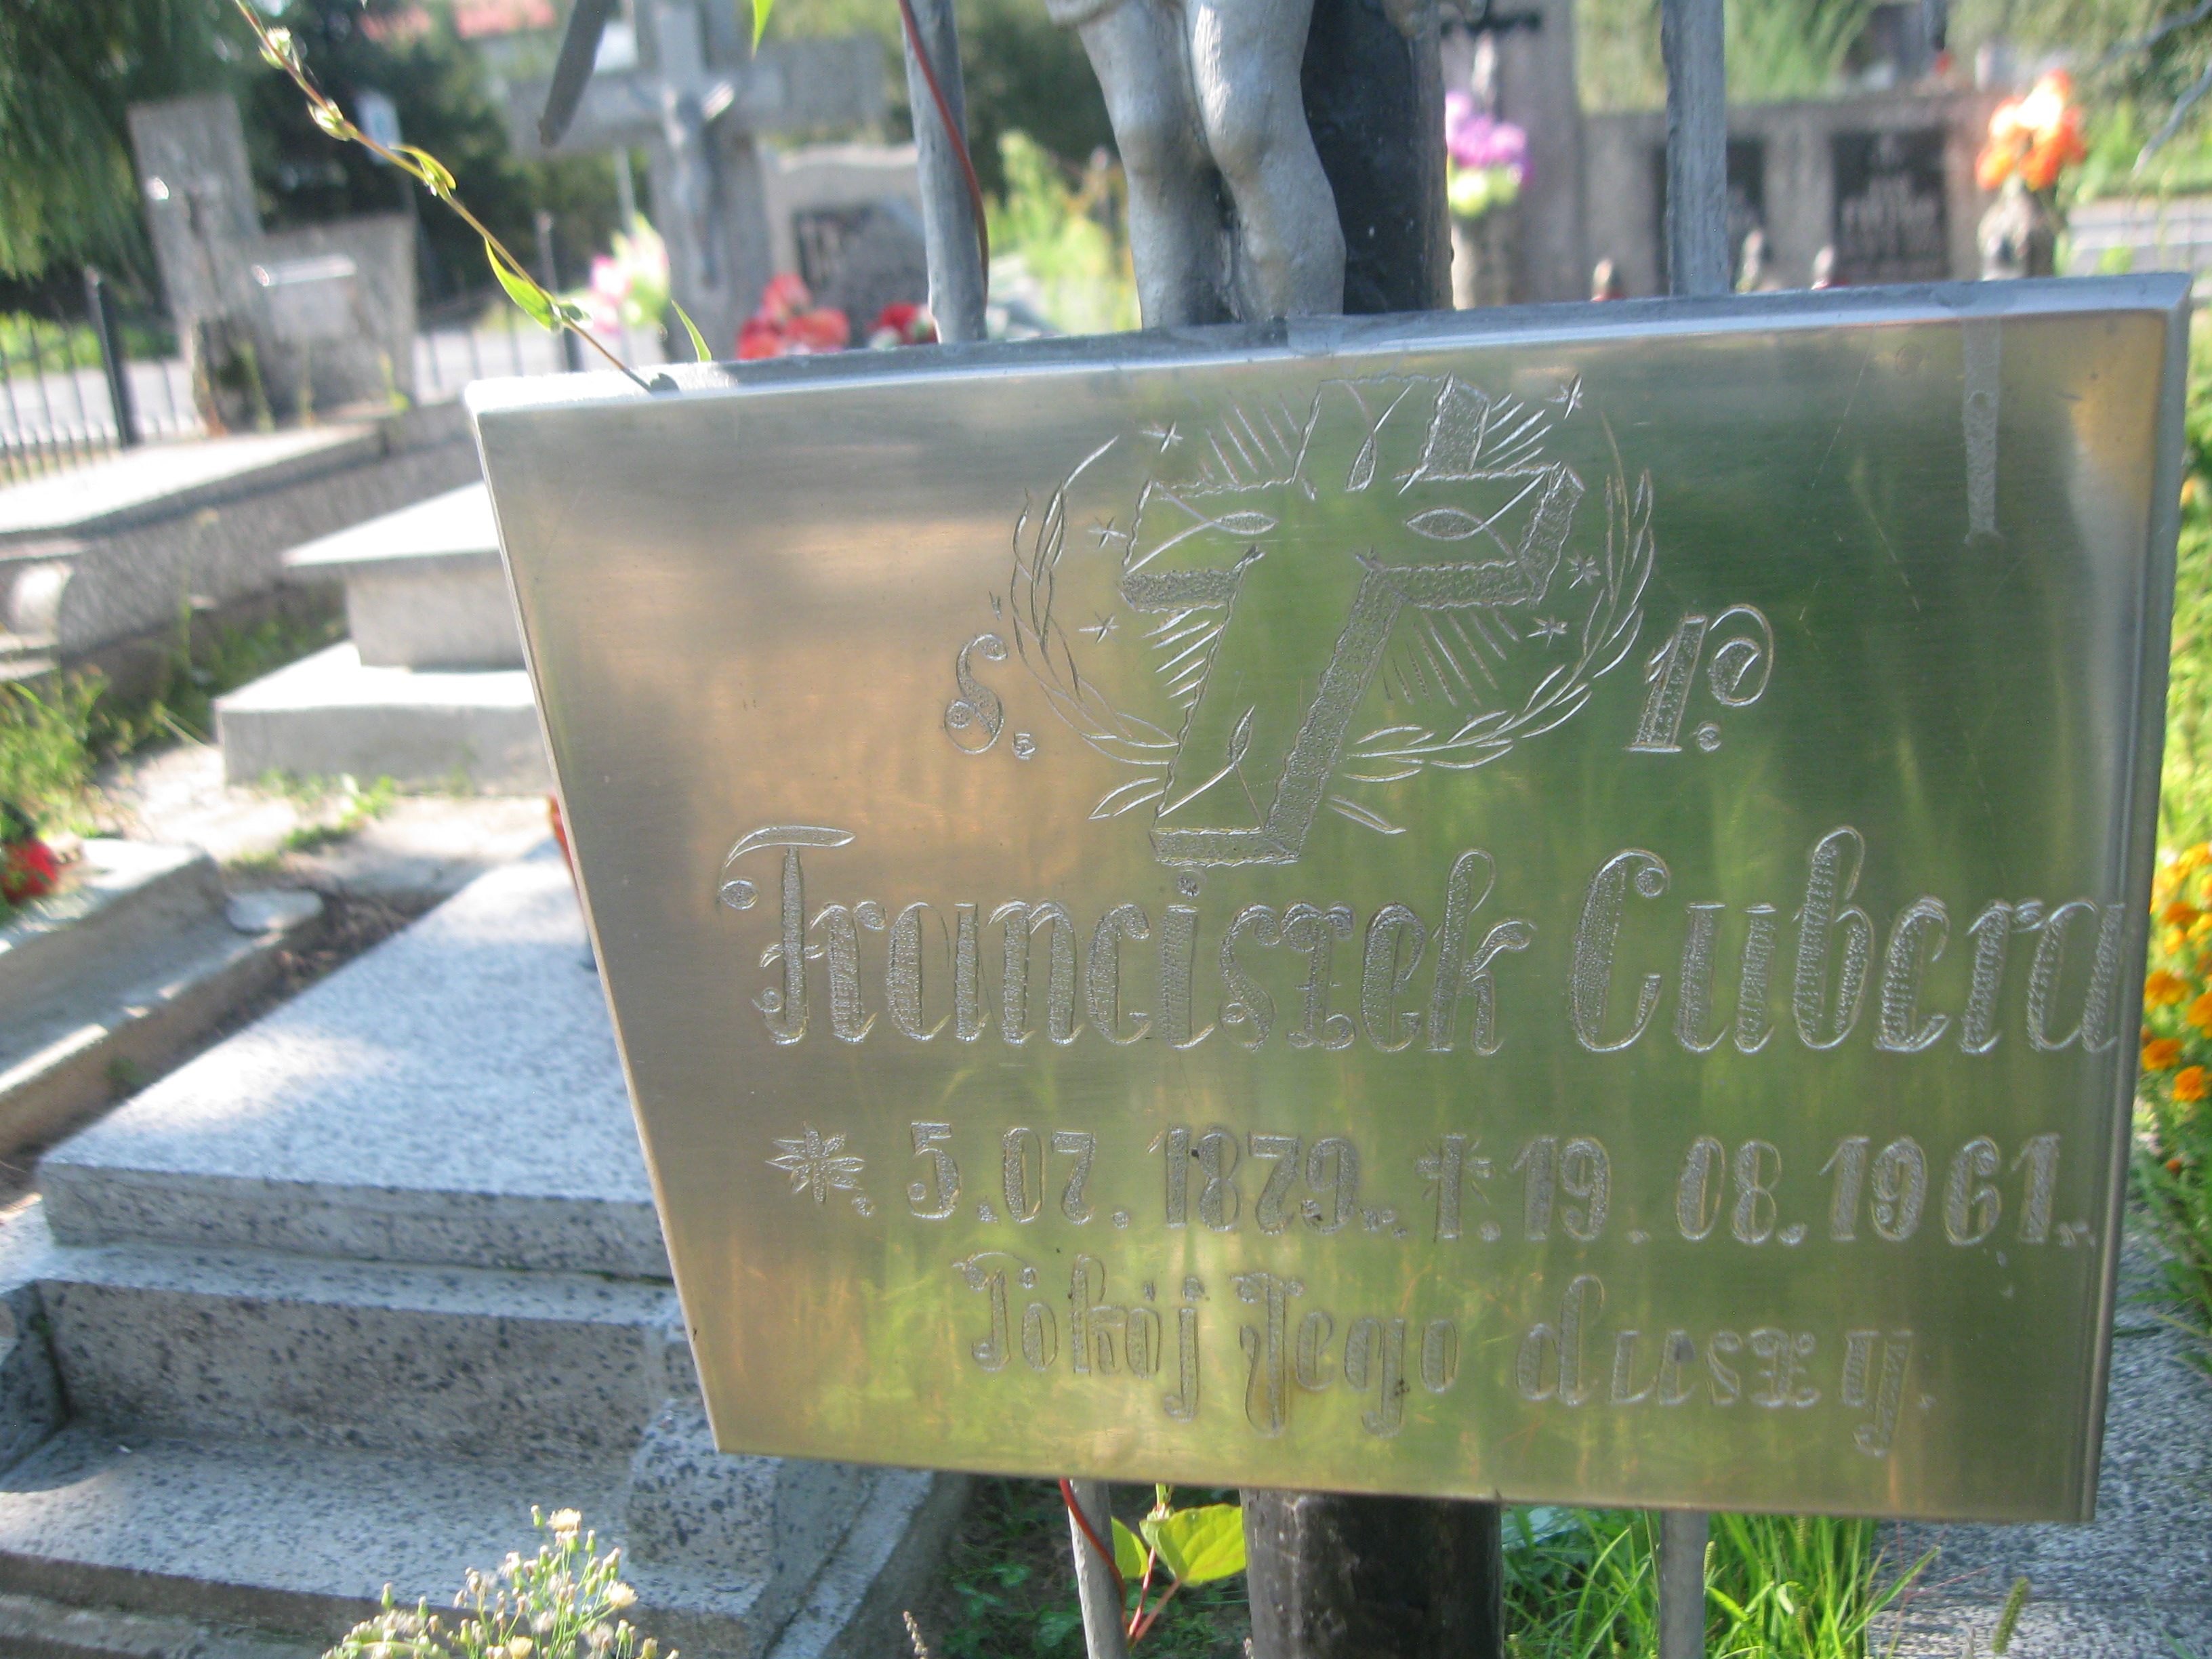 ś. p.
Franciszek Cubera
*. 5.07.1879. †.19.08.1961.
Pokój Jego duszy.